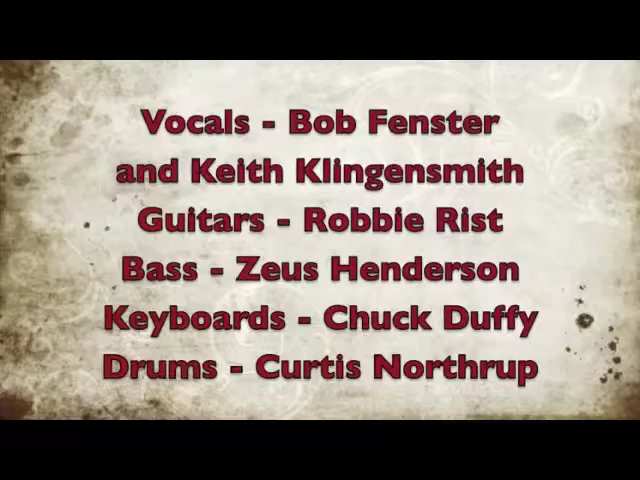 Vocals - Bob Fenster
and Keith Klingensmith
Guitars - Robbie Rist
Bass - Zeus Henderson
Keyboards - Chuck Duffy
Drums - Curtis Northrup